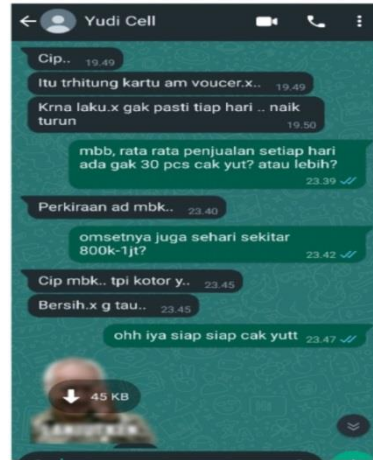 Yudi Cell
Cip.. 19.49
Itu trhitung kartu am voucer.x.. 19.49
Krna laku.x gak pasti tiap hari .. naik
turun 19.50
mbb, rata rata penjualan setiap hari
ada gak 30 pcs cak yut? atau lebih?
23.39
Perkiraan ad mbk.. 23.40
omsetnya juga sehari sekitar
800k-1jt? 23.42
Cip mbk.. tpi kotor y.. 23.45
Bersih.x g tau.. 23.45
ohh iya siap siap cak yutt 23.47
45 KB